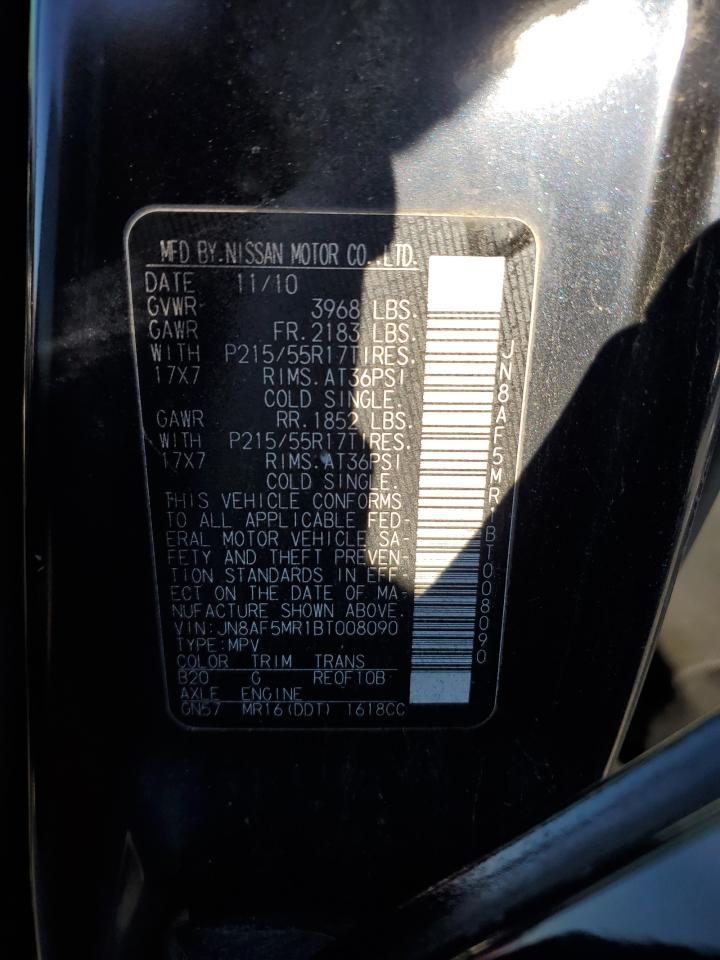 MFD BY.NISSAN MOTOR CO.,LTD.
DATE 11/10
GVWR 3968 LBS.
GAWR FR.2183 LBS.
WITH P215/55R17TIRES.
17X7 RIMS.AT36PSI
COLD SINGLE.
GAWR RR.1852 LBS.
WITH P215/55R17TIRES.
17X7 RIMS.AT36PSI
COLD SINGLE.
THIS VEHICLE CONFORMS
TO ALL APPLICABLE FED-
ERAL MOTOR VEHICLE SA-
FETY AND THEFT PREVEN-
TION STANDARDS IN EFF
ECT ON THE DATE OF MA-
NUFACTURE SHOWN ABOVE.
VIN:JN8AF5MR1BT008090
TYPE:MPV
COLOR TRIM TRANS
B20 G REOF10B
AXLE ENGINE
GN57 MR16(DDT) 1618CC
JN8AF5MR1BT008090